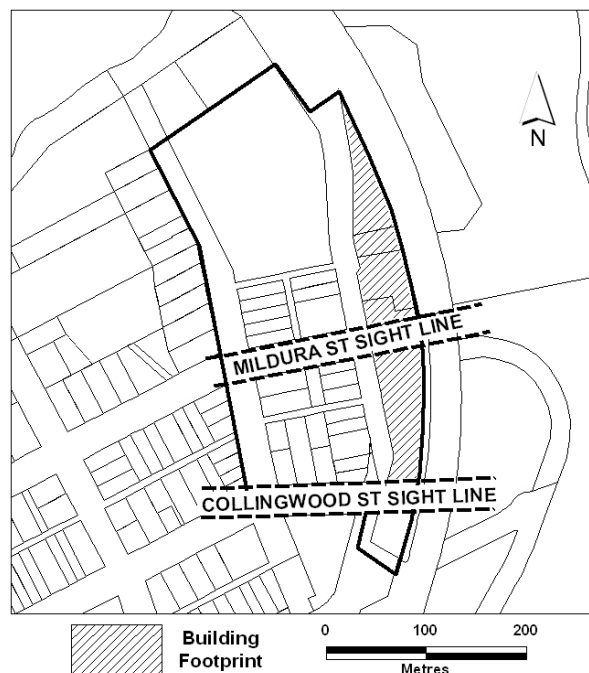 N
MILDURA ST SIGHT LINE
COLLINGWOOD ST SIGHT LINE
Building
Footprint
0 100 200
Metres